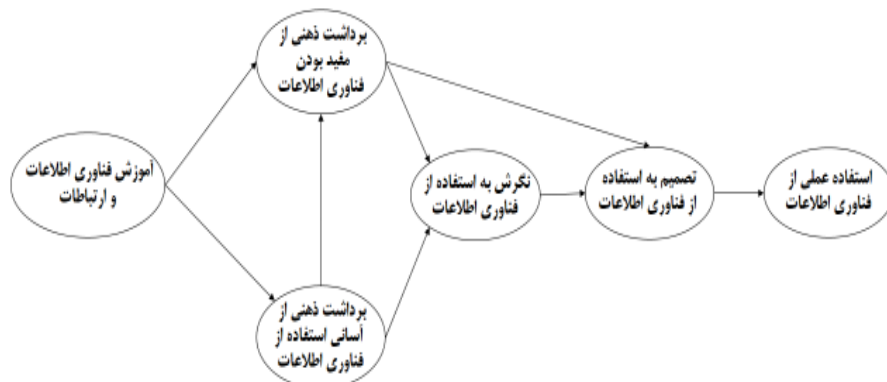 برداشت ذهنی از
مفید بودن
فناوری اطلاعات
آموزش فناوری اطلاعات
و ارتباطات
نگرش به استفاده از
فناوری اطلاعات
تصمیم به استفاده
از فناوری اطلاعات
استفاده عملی از
فناوری اطلاعات
برداشت ذهنی از
آسانی استفاده از
فناوری اطلاعات